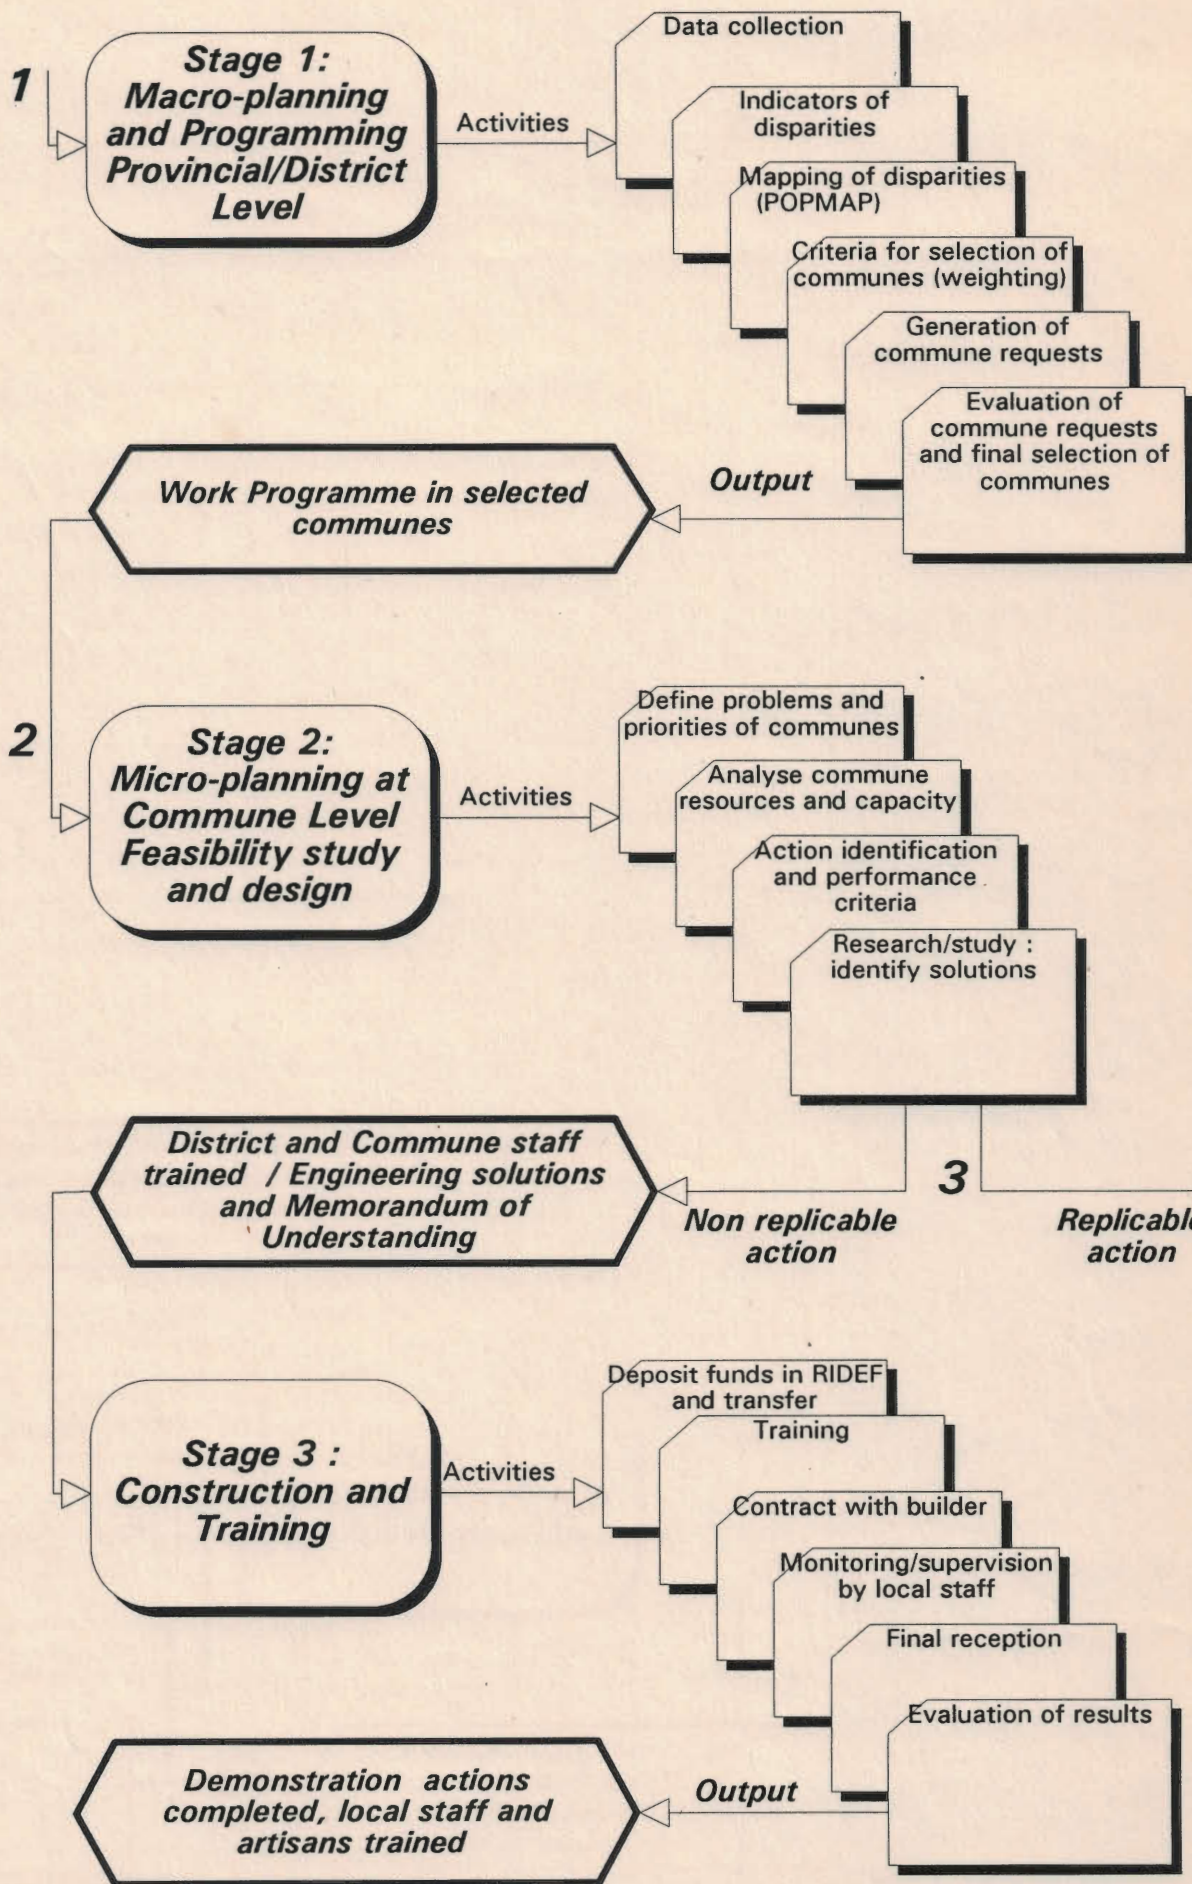 1
Stage 1:
Macro-planning
and Programming
Provincial/District
Level
Activities
Data collection
Indicators of
disparities
Mapping of disparities
(POPMAP)
Criteria for selection of
communes (weighting)
Generation of
commune requests
Evaluation of
commune requests
and final selection of
communes
Output
Work Programme in selected
communes
2
Stage 2:
Micro-planning at
Commune Level
Feasibility study
and design
Activities
Define problems and
priorities of communes
Analyse commune
resources and capacity
Action identification
and performance
criteria
Research/study :
identify solutions
3
Non replicable
action
Replicable
action
District and Commune staff
trained / Engineering solutions
and Memorandum of
Understanding
Stage 3 :
Construction and
Training
Activities
Deposit funds in RIDEF
and transfer
Training
Contract with builder
Monitoring/supervision
by local staff
Final reception
Evaluation of results
Output
Demonstration actions
completed, local staff and
artisans trained